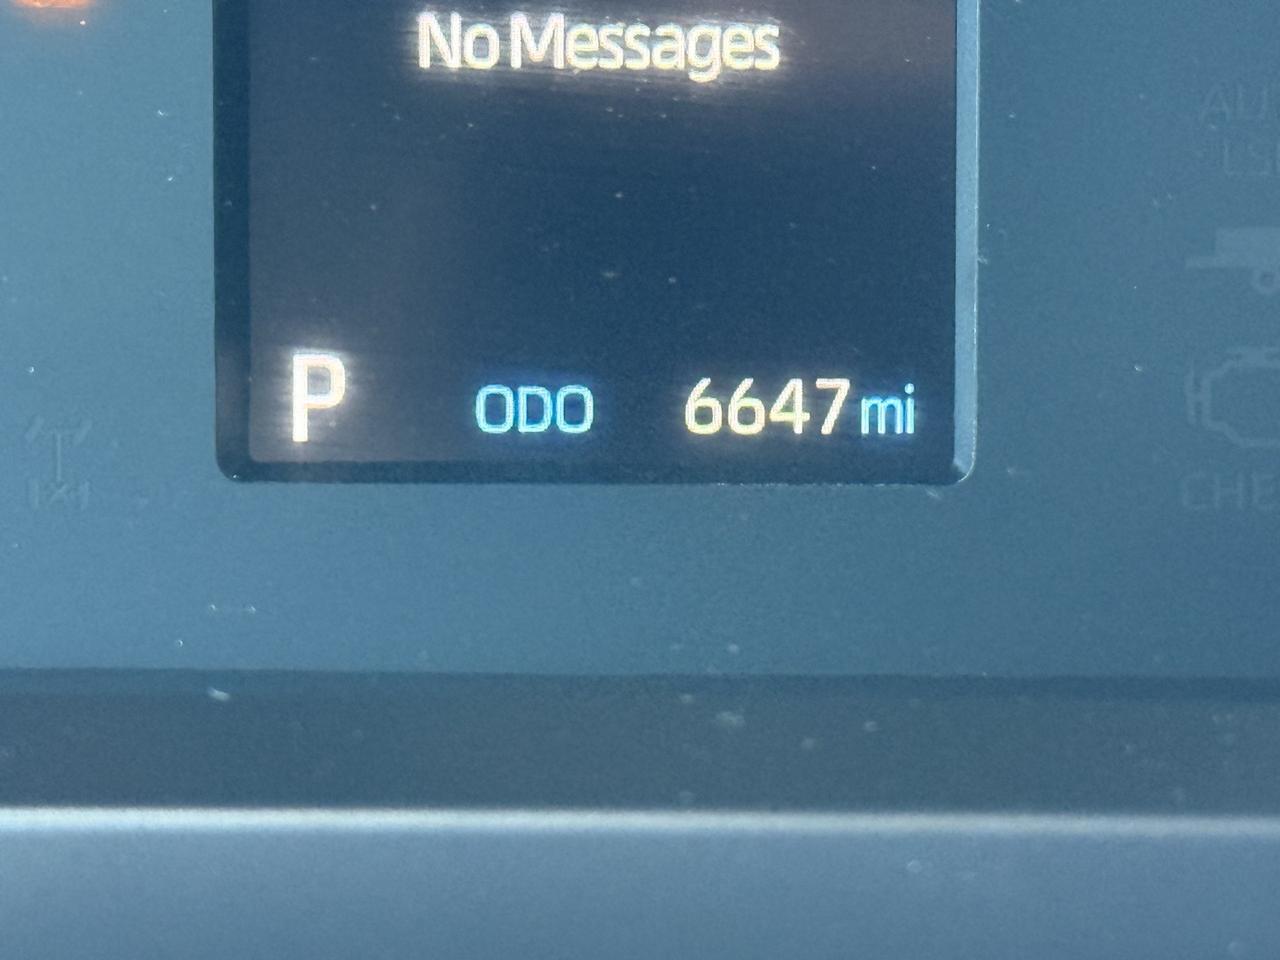 No Messages
P ODO 6647 mi